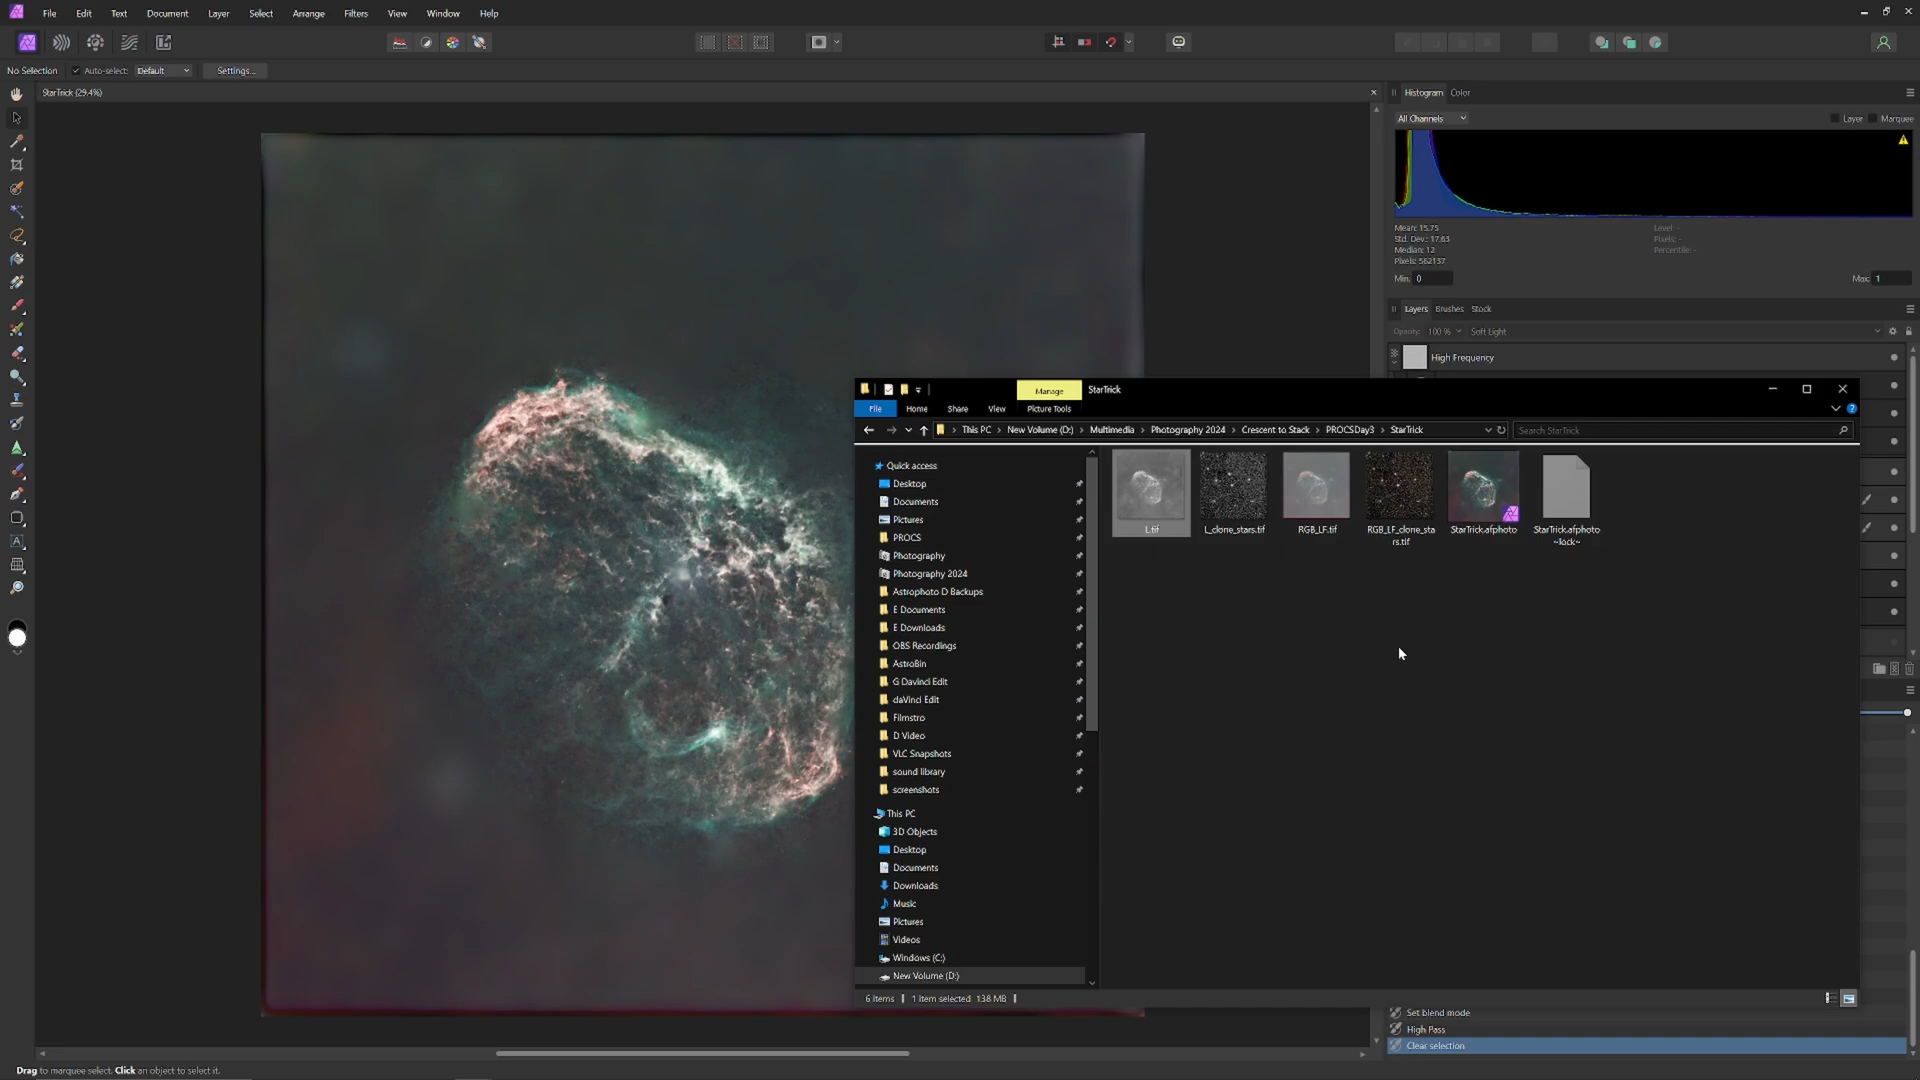 File Edit Text Document Layer Select Arrange Filters View Window Help
No Selection Auto-select: Default Settings...
StarTrick (29.4%)
Histogram Color
All Channels Layer Marquee
Mean: 15.75
Std. Dev.: 17.63
Median: 12
Pixels: 562137
Level: -
Pixels: -
Percentile: -
Min: 0 Max: 1
Layers Brushes Stock
Opacity: 100 % Soft Light
High Frequency
Manage StarTrick
File Home Share View Picture Tools
This PC New Volume (D:) Multimedia Photography 2024 Crescent to Stack PROCSDay3 StarTrick Search StarTrick
Quick access
Desktop
Documents
Pictures
PROCS
Photography
Photography 2024
Astrophoto D Backups
E Documents
E Downloads
OBS Recordings
AstroBin
G Davinci Edit
daVinci Edit
Filmstro
D Video
VLC Snapshots
sound library
screenshots
This PC
3D Objects
Desktop
Documents
Downloads
Music
Pictures
Videos
Windows (C:)
New Volume (D:)
L.tif
L_clone_stars.tif
RGB_LF.tif
RGB_LF_clone_sta
rs.tif
StarTrick.afphoto
StarTrick.afphoto
~lock~
6 items 1 item selected 138 MB
Set blend mode
High Pass
Clear selection
Drag to marquee select. Click an object to select it.